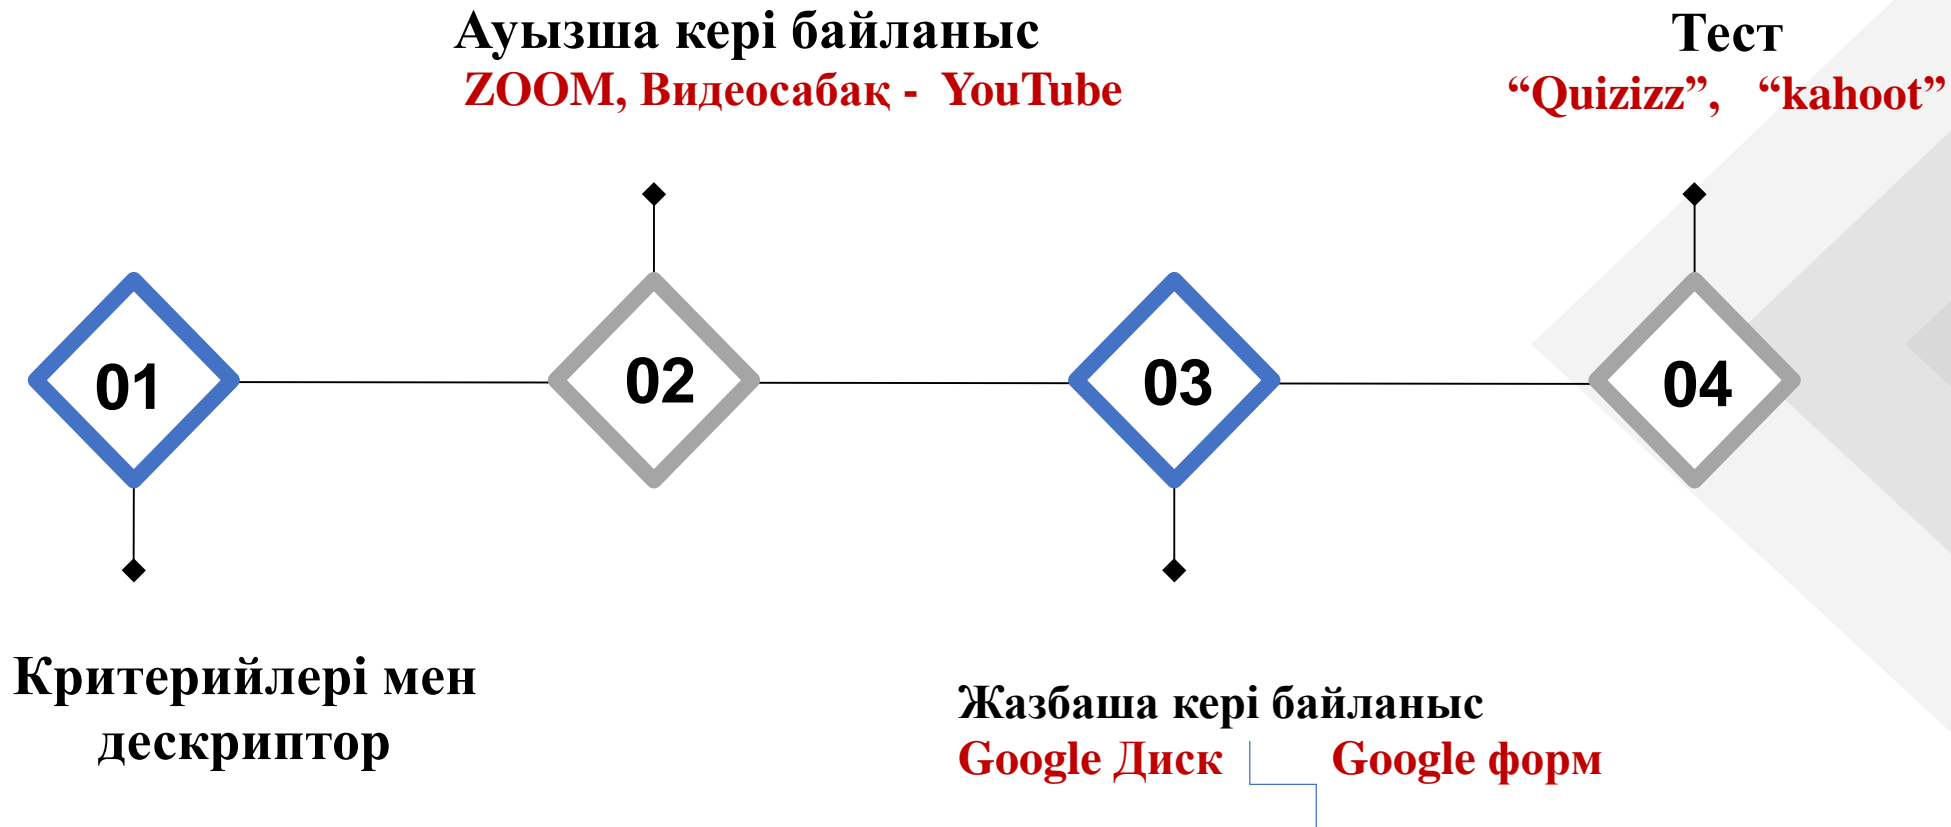 Ауызша кері байланыс
ZOOM, Видеосабақ - YouTube
Тест
“Quizizz”, “kahoot”
01
02
03
04
Критерийлері мен
дескриптор
Жазбаша кері байланыс
Google Диск Google форм